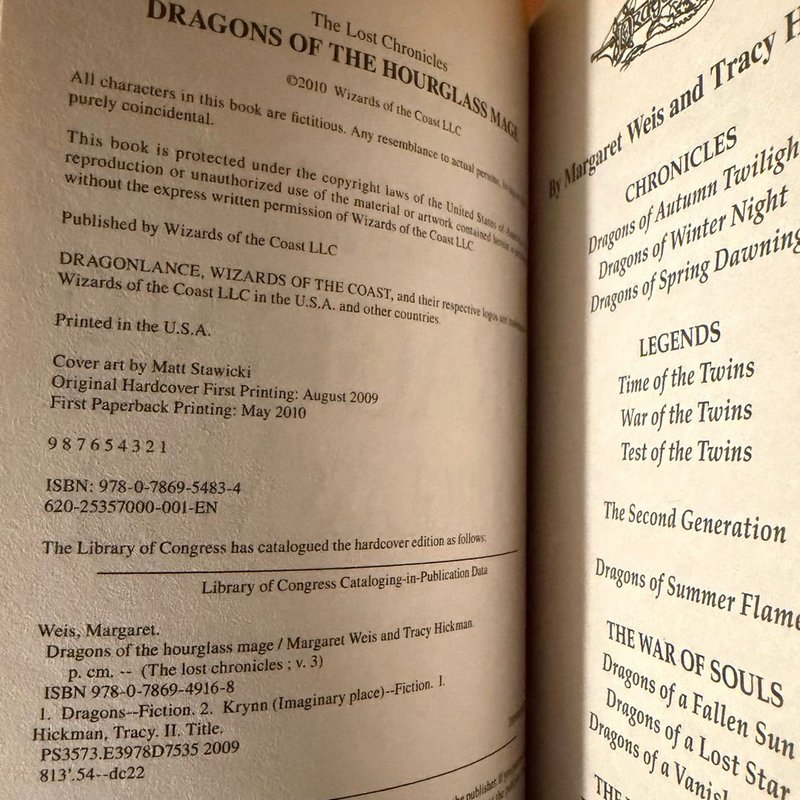 The Lost Chronicles
DRAGONS OF THE HOURGLASS MAGE
©2010 Wizards of the Coast LLC
All characters in this book are fictitious. Any resemblance to actual persons,
purely coincidental.
This book is protected under the copyright laws of the United States of
reproduction or unauthorized use of the material or artwork contained herein is
without the express written permission of Wizards of the Coast LLC.
Published by Wizards of the Coast LLC
DRAGONLANCE, WIZARDS OF THE COAST, and their respective logos are
Wizards of the Coast LLC in the U.S.A. and other countries.
Printed in the U.S.A.
Cover art by Matt Stawicki
Original Hardcover First Printing: August 2009
First Paperback Printing: May 2010
9 8 7 6 5 4 3 2 1
ISBN: 978-0-7869-5483-4
620-25357000-001-EN
The Library of Congress has catalogued the hardcover edition as follows:
Library of Congress Cataloging-in-Publication Data
Weis, Margaret.
Dragons of the hourglass mage / Margaret Weis and Tracy Hickman.
p. cm. -- (The lost chronicles ; v. 3)
ISBN 978-0-7869-4916-8
1. Dragons--Fiction. 2. Krynn (Imaginary place)--Fiction. I.
Hickman, Tracy. II. Title.
PS3573.E3978D7535 2009
813'.54--dc22
the publisher. If you
By Margaret Weis and Tracy H
CHRONICLES
Dragons of Autumn Twiligh
Dragons of Winter Night
Dragons of Spring Dawning
LEGENDS
Time of the Twins
War of the Twins
Test of the Twins
The Second Generation
Dragons of Summer Flame
THE WAR OF SOULS
Dragons of a Fallen Sun
Dragons of a Lost Star
Dragons of a Vanish
THE